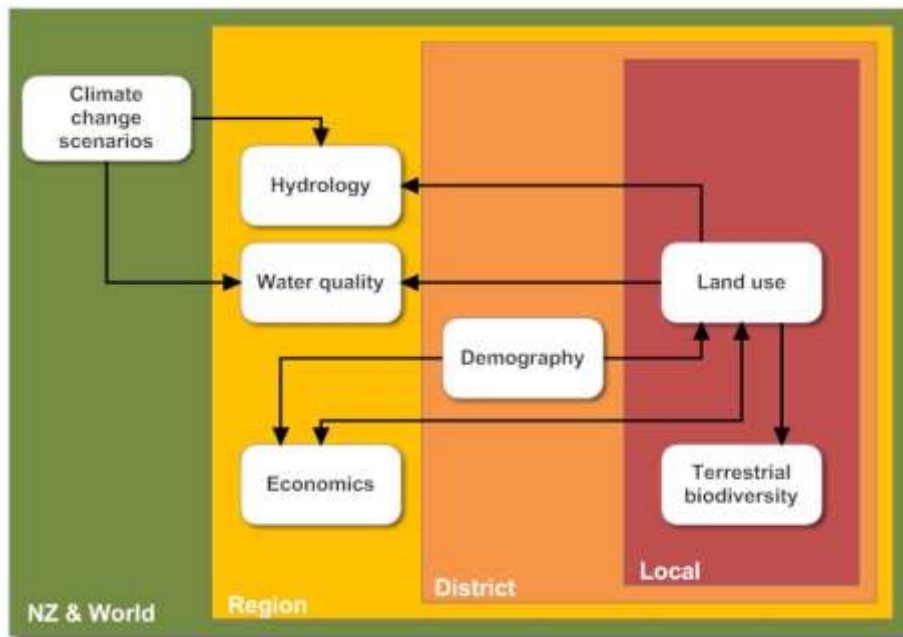 Climate
change
scenarios
Hydrology
Water quality
Land use
Demography
Economics
Terrestrial
biodiversity
Local
District
Region
NZ & World